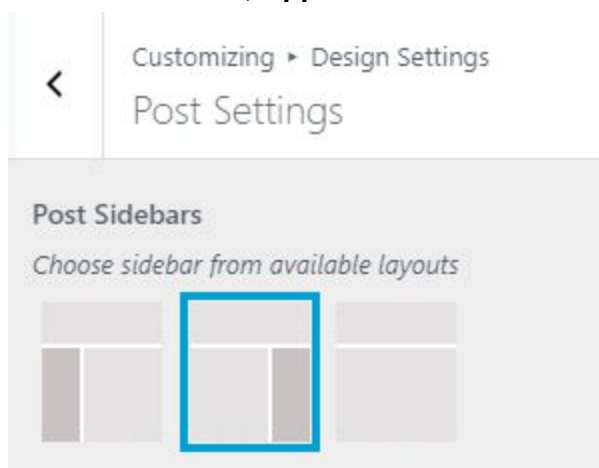 Customizing ▸ Design Settings
Post Settings
Post Sidebars
Choose sidebar from available layouts